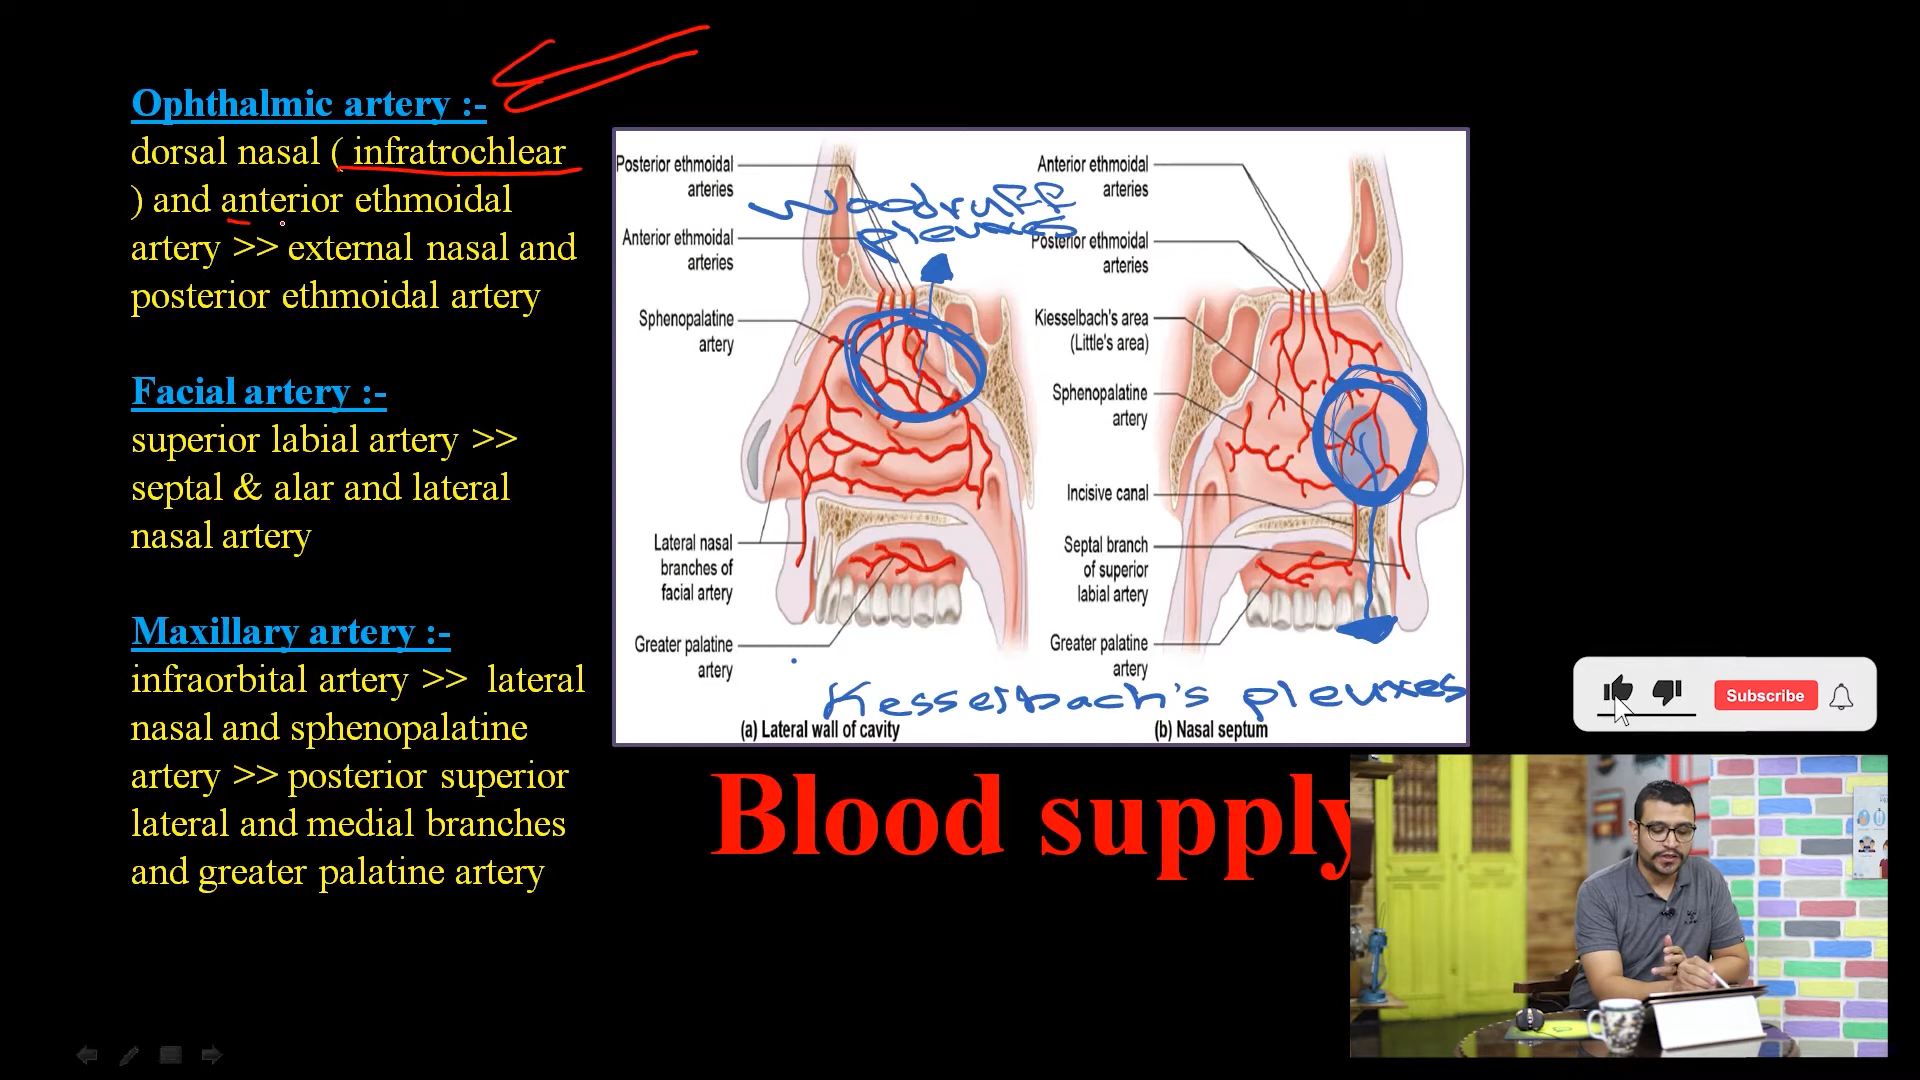 Ophthalmic artery :-
dorsal nasal ( infratrochlear
) and anterior ethmoidal
artery >> external nasal and
posterior ethmoidal artery
Facial artery :-
superior labial artery >>
septal & alar and lateral
nasal artery
Maxillary artery :-
infraorbital artery >> lateral
nasal and sphenopalatine
artery >> posterior superior
lateral and medial branches
and greater palatine artery
Posterior ethmoidal
arteries
Woodruff
pleuxes
Anterior ethmoidal
arteries
Sphenopalatine
artery
Lateral nasal
branches of
facial artery
Greater palatine
artery
(a) Lateral wall of cavity
Anterior ethmoidal
arteries
Posterior ethmoidal
arteries
Kiesselbach's area
(Little's area)
Sphenopalatine
artery
Incisive canal
Septal branch
of superior
labial artery
Greater palatine
artery
Kesselbach's pleuxes
(b) Nasal septum
Blood supply
Subscribe